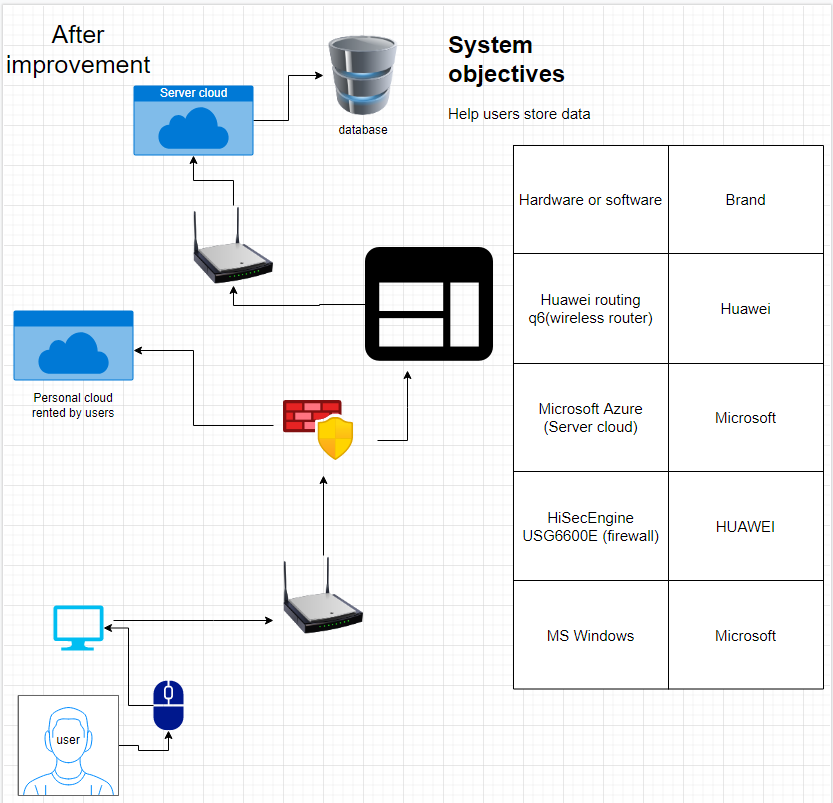 After
improvement
System
objectives
Help users store data
Server cloud
database
Hardware or software
Brand
Huawei routing
q6(wireless router)
Huawei
Microsoft Azure
(Server cloud)
Microsoft
HiSecEngine
USG6600E (firewall)
HUAWEI
MS Windows
Microsoft
Personal cloud
rented by users
user